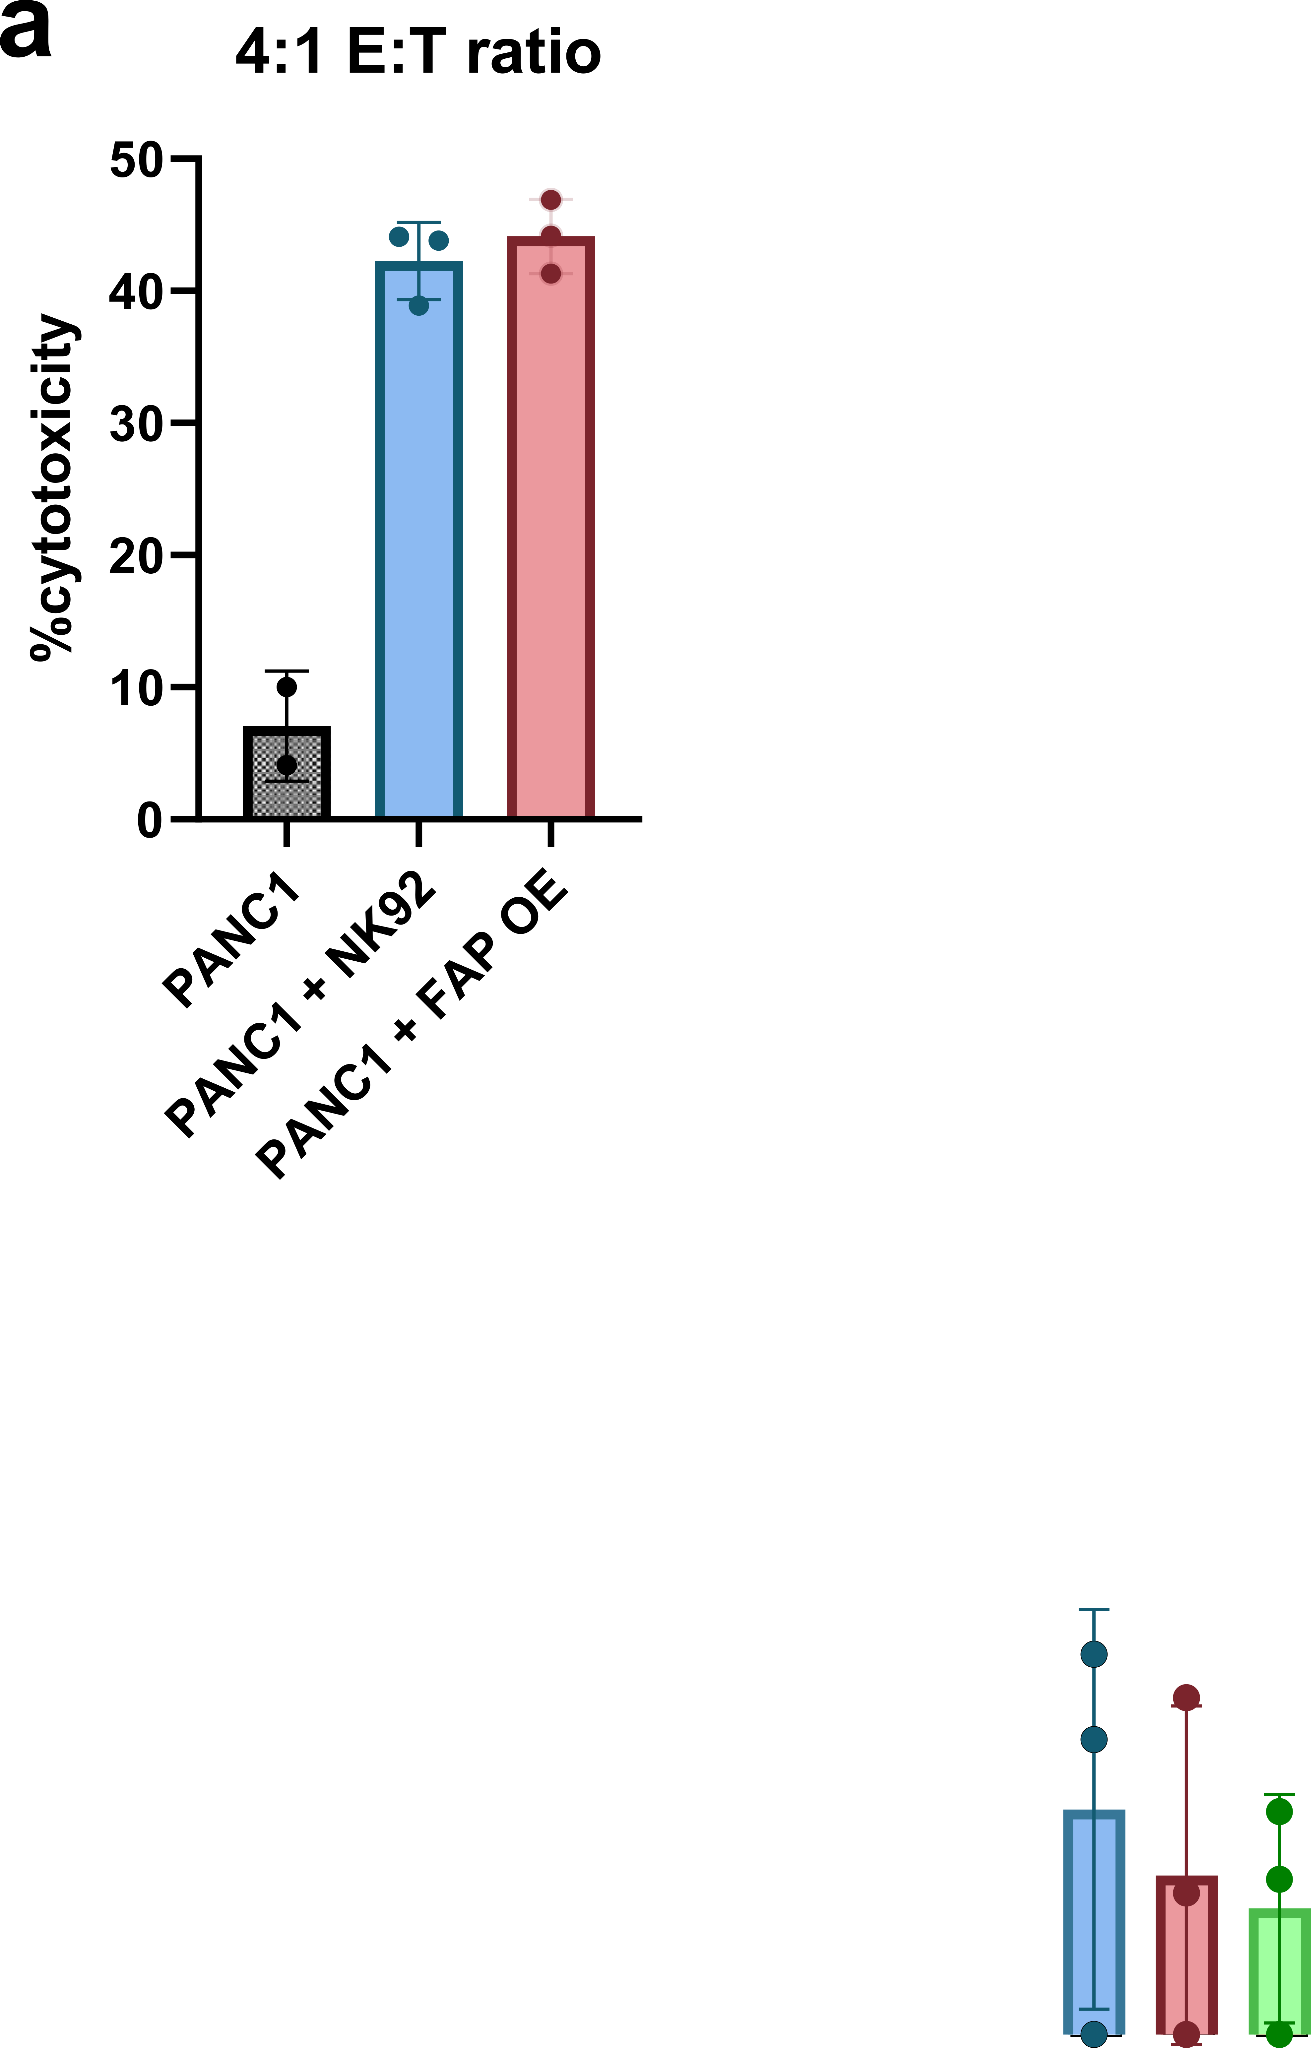 a
4:1 E:T ratio
50
40
30
20
10
0
%cytotoxicity
PANC1
PANC1 + NK92
PANC1 + FAP OE